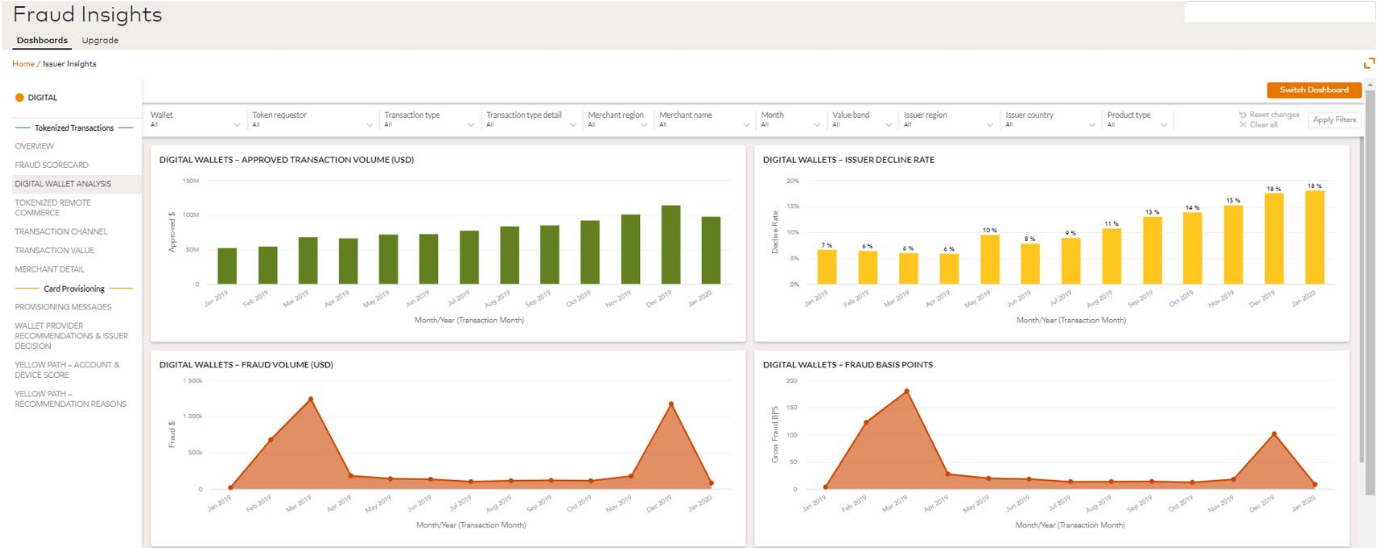 Fraud Insights
Dashboards Upgrade
Home / Issuer Insights
DIGITAL
Switch Dashboard
Wallet
All
Token requestor
All
Transaction type
All
Transaction type detail
All
Merchant region
All
Merchant name
All
Month
All
Value band
All
Issuer region
All
Issuer country
All
Product type
All
Reset changes
Clear all
Apply Filters
Tokenized Transactions
OVERVIEW
FRAUD SCORECARD
DIGITAL WALLET ANALYSIS
TOKENIZED REMOTE
COMMERCE
TRANSACTION CHANNEL
TRANSACTION VALUE
MERCHANT DETAIL
Card Provisioning
PROVISIONING MESSAGES
WALLET PROVIDER
RECOMMENDATIONS & ISSUER
DECISION
YELLOW PATH – ACCOUNT &
DEVICE SCORE
YELLOW PATH –
RECOMMENDATION REASONS
DIGITAL WALLETS – APPROVED TRANSACTION VOLUME (USD)
Approved $
150M
100M
50M
0
Jan 2019 Feb 2019 Mar 2019 Apr 2019 May 2019 Jun 2019 Jul 2019 Aug 2019 Sep 2019 Oct 2019 Nov 2019 Dec 2019 Jan 2020
Month/Year (Transaction Month)
DIGITAL WALLETS – ISSUER DECLINE RATE
Decline Rate
20%
15%
10%
5%
0%
7 % 6 % 6 % 6 % 10 % 8 % 9 % 11 % 13 % 14 % 15 % 18 % 18 %
Jan 2019 Feb 2019 Mar 2019 Apr 2019 May 2019 Jun 2019 Jul 2019 Aug 2019 Sep 2019 Oct 2019 Nov 2019 Dec 2019 Jan 2020
Month/Year (Transaction Month)
DIGITAL WALLETS – FRAUD VOLUME (USD)
Fraud $
1 500k
1 000k
500k
0
Jan 2019 Feb 2019 Mar 2019 Apr 2019 May 2019 Jun 2019 Jul 2019 Aug 2019 Sep 2019 Oct 2019 Nov 2019 Dec 2019 Jan 2020
Month/Year (Transaction Month)
DIGITAL WALLETS – FRAUD BASIS POINTS
Gross Fraud BPS
200
150
100
50
0
Jan 2019 Feb 2019 Mar 2019 Apr 2019 May 2019 Jun 2019 Jul 2019 Aug 2019 Sep 2019 Oct 2019 Nov 2019 Dec 2019 Jan 2020
Month/Year (Transaction Month)